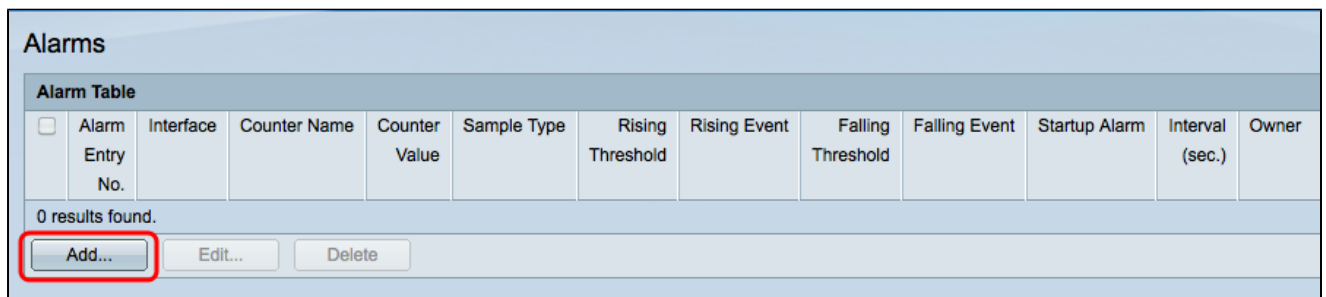 Alarms
Alarm Table
Alarm Entry No. Interface Counter Name Counter Value Sample Type Rising Threshold Rising Event Falling Threshold Falling Event Startup Alarm Interval (sec.) Owner
0 results found.
Add... Edit... Delete